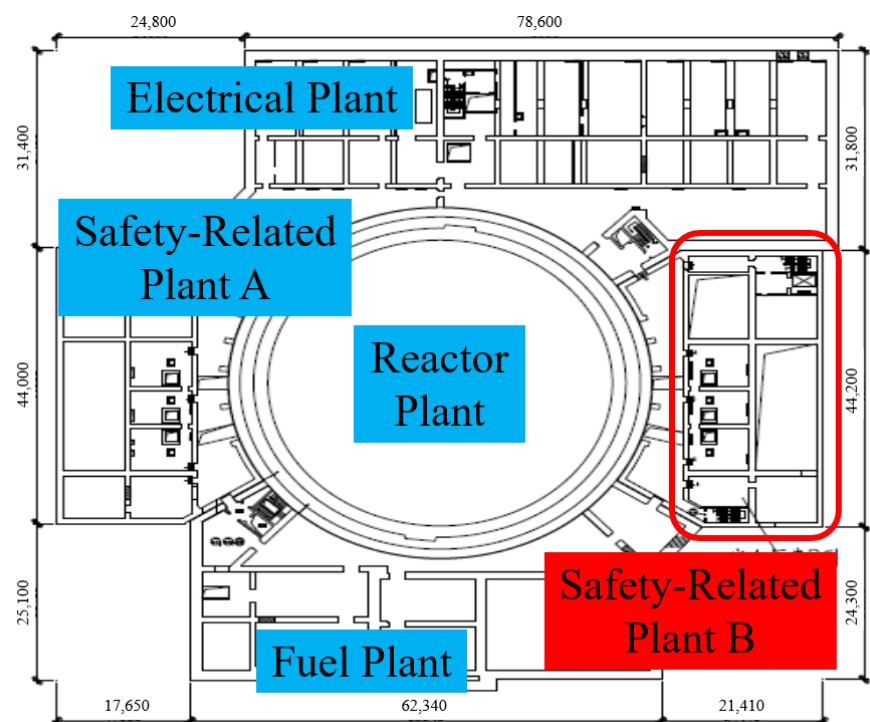 24,800
78,600
Electrical Plant
31,400
31,800
Safety-Related
Plant A
Reactor
Plant
44,000
44,200
Safety-Related
Plant B
25,100
24,300
Fuel Plant
17,650
62,340
21,410